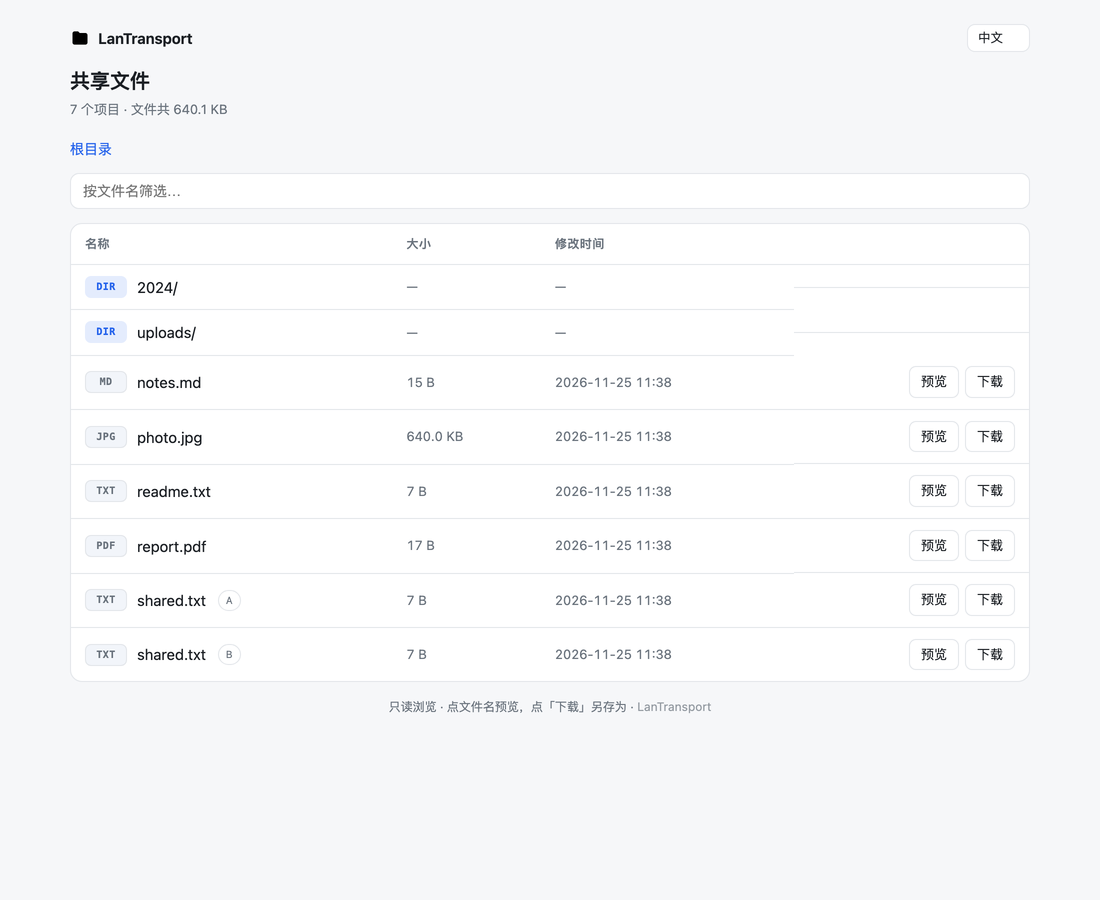 LanTransport
中文
共享文件
7 个项目 · 文件共 640.1 KB
根目录
按文件名筛选…
名称 大小 修改时间
DIR 2024/ — —
DIR uploads/ — —
MD notes.md 15 B 2026-11-25 11:38 预览 下载
JPG photo.jpg 640.0 KB 2026-11-25 11:38 预览 下载
TXT readme.txt 7 B 2026-11-25 11:38 预览 下载
PDF report.pdf 17 B 2026-11-25 11:38 预览 下载
TXT shared.txt A 7 B 2026-11-25 11:38 预览 下载
TXT shared.txt B 7 B 2026-11-25 11:38 预览 下载
只读浏览 · 点文件名预览，点「下载」另存为 · LanTransport